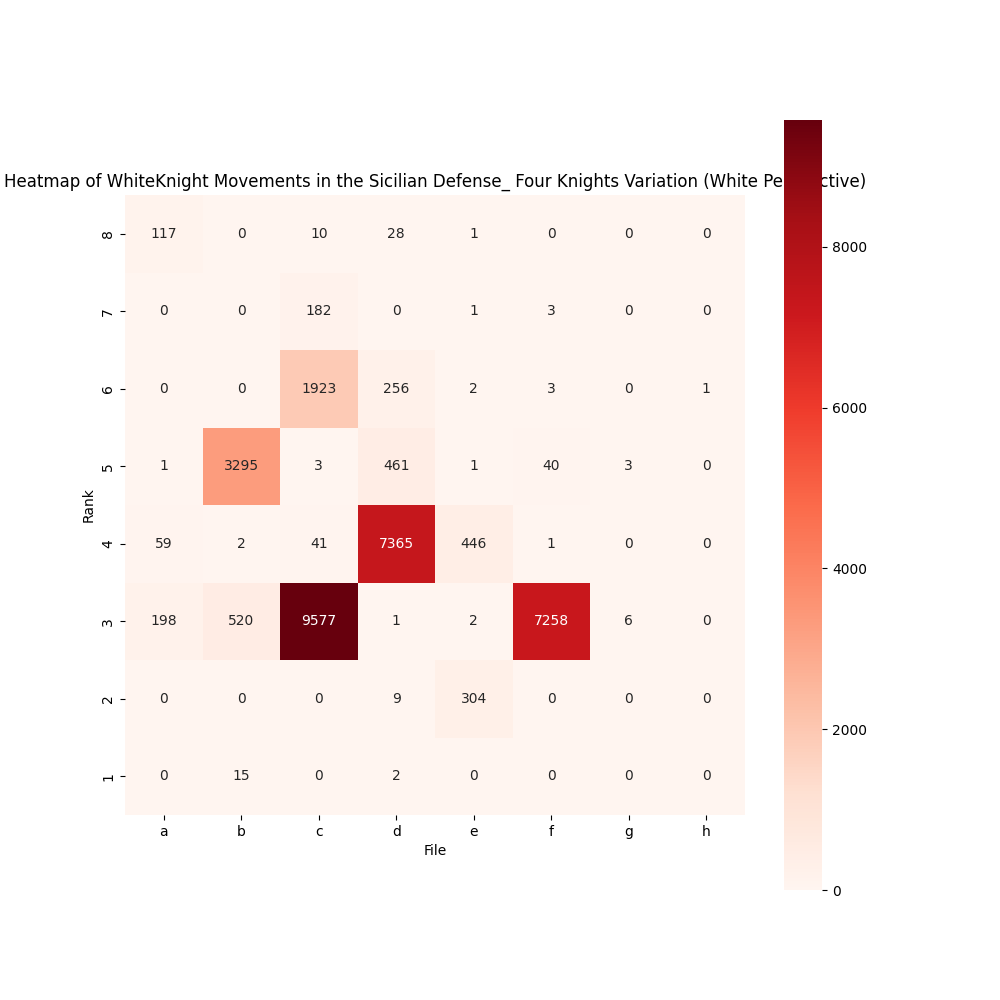 Heatmap of WhiteKnight Movements in the Sicilian Defense_ Four Knights Variation (White Pe ctive)
8 117 0 10 28 1 0 0 0
7 0 0 182 0 1 3 0 0
6 0 0 1923 256 2 3 0 1
5 1 3295 3 461 1 40 3 0
4 59 2 41 7365 446 1 0 0
3 198 520 9577 1 2 7258 6 0
2 0 0 0 9 304 0 0 0
1 0 15 0 2 0 0 0 0
a b c d e f g h
File
Rank
8000
6000
4000
2000
0